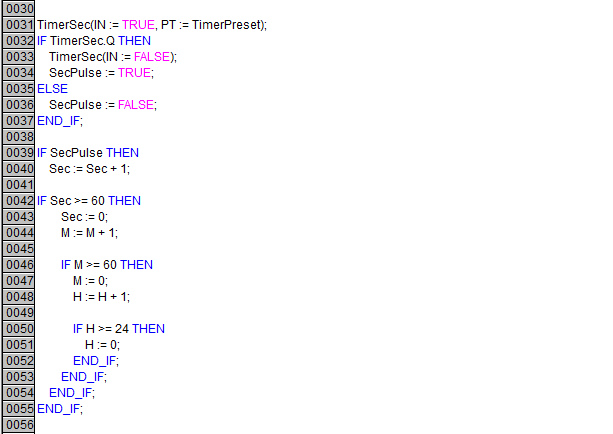 0030
0031 TimerSec(IN := TRUE, PT := TimerPreset);
0032 IF TimerSec.Q THEN
0033 TimerSec(IN := FALSE);
0034 SecPulse := TRUE;
0035 ELSE
0036 SecPulse := FALSE;
0037 END_IF;
0038
0039 IF SecPulse THEN
0040 Sec := Sec + 1;
0041
0042 IF Sec >= 60 THEN
0043 Sec := 0;
0044 M := M + 1;
0045
0046 IF M >= 60 THEN
0047 M := 0;
0048 H := H + 1;
0049
0050 IF H >= 24 THEN
0051 H := 0;
0052 END_IF;
0053 END_IF;
0054 END_IF;
0055 END_IF;
0056